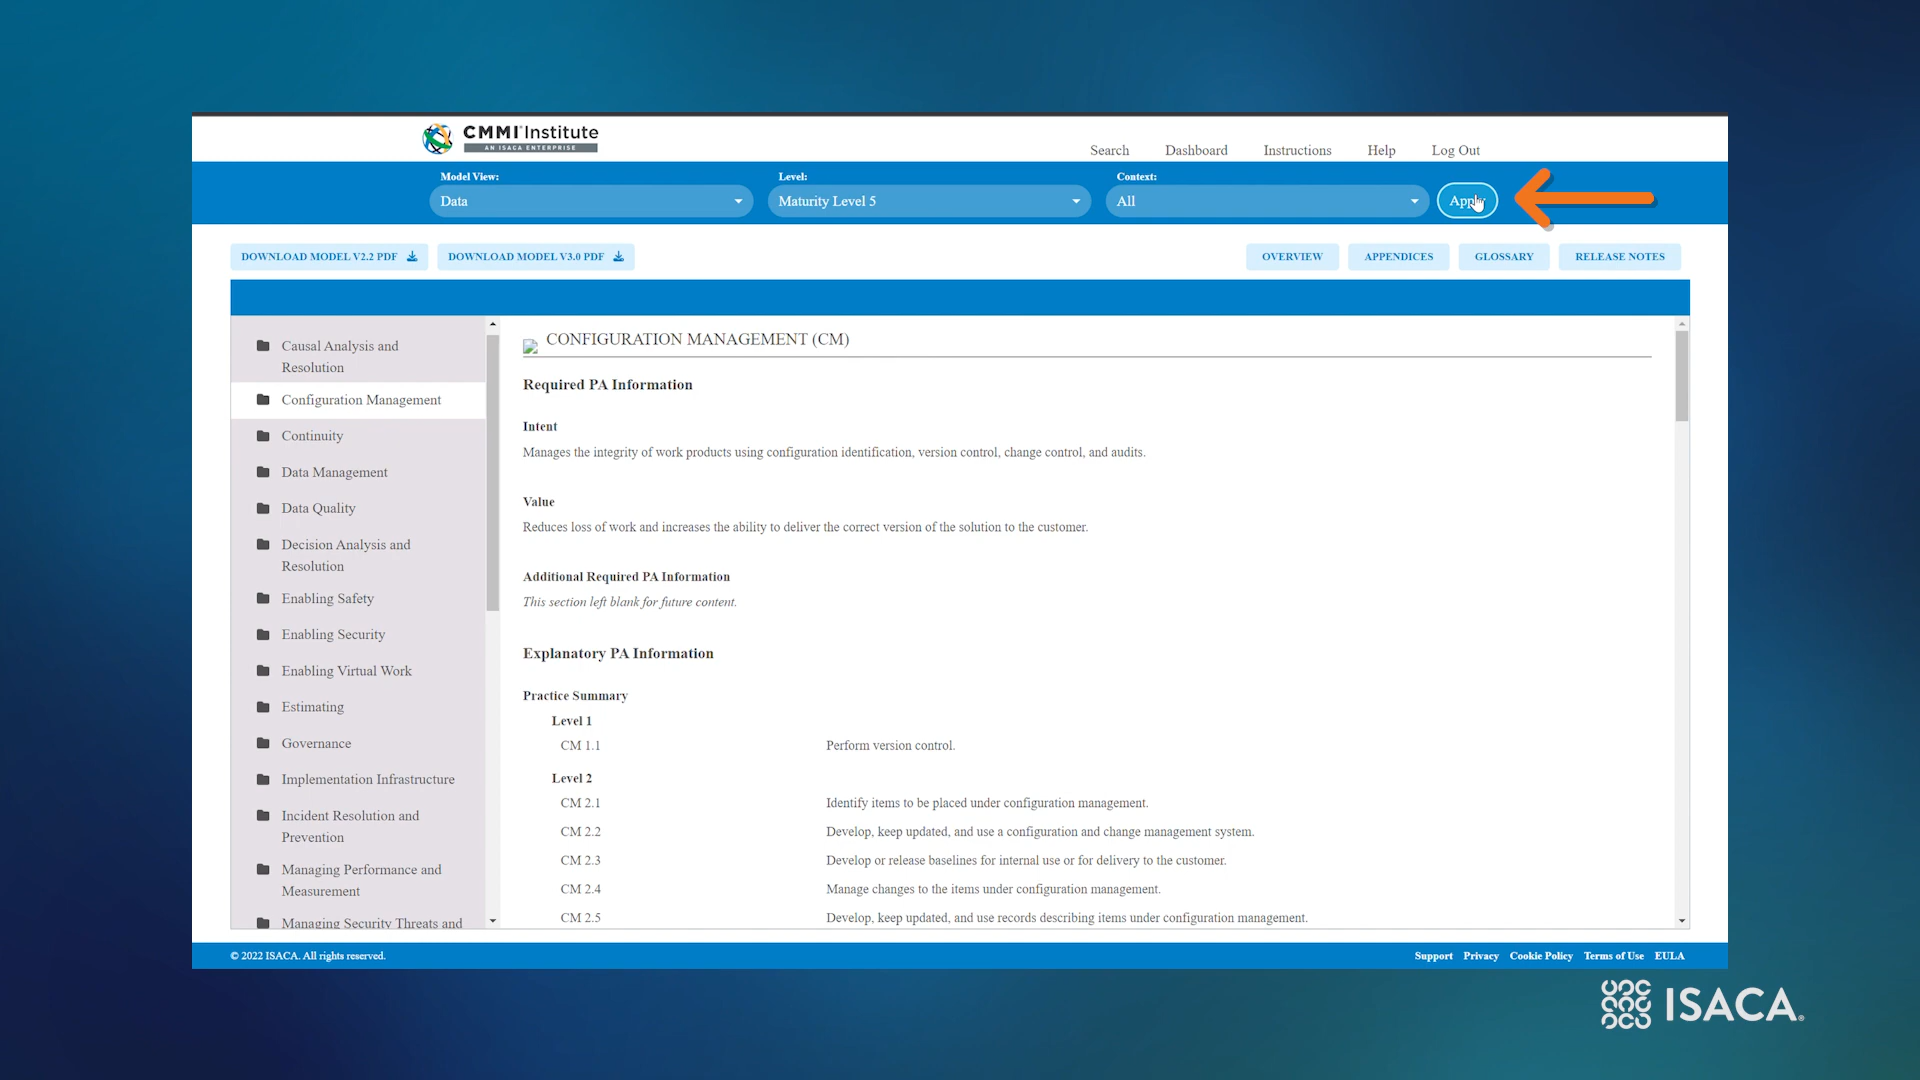 CMMI Institute
AN ISACA ENTERPRISE
Search
Dashboard
Instructions
Help
Log Out
Model View:
Level:
Context:
Data
Maturity Level 5
All
DOWNLOAD MODEL V2.2 PDF
DOWNLOAD MODEL V3.0 PDF
OVERVIEW
APPENDICES
GLOSSARY
RELEASE NOTES
Causal Analysis and
Resolution
Configuration Management
Continuity
Data Management
Data Quality
Decision Analysis and
Resolution
Enabling Safety
Enabling Security
Enabling Virtual Work
Estimating
Governance
Implementation Infrastructure
Incident Resolution and
Prevention
Managing Performance and
Measurement
Managing Security Threats and
CONFIGURATION MANAGEMENT (CM)
Required PA Information
Intent
Manages the integrity of work products using configuration identification, version control, change control, and audits.
Value
Reduces loss of work and increases the ability to deliver the correct version of the solution to the customer.
Additional Required PA Information
This section left blank for future content.
Explanatory PA Information
Practice Summary
Level 1
CM 1.1 Perform version control.
Level 2
CM 2.1 Identify items to be placed under configuration management.
CM 2.2 Develop, keep updated, and use a configuration and change management system.
CM 2.3 Develop or release baselines for internal use or for delivery to the customer.
CM 2.4 Manage changes to the items under configuration management.
CM 2.5 Develop, keep updated, and use records describing items under configuration management.
© 2022 ISACA. All rights reserved.
Support
Privacy
Cookie Policy
Terms of Use
EULA
ISACA.